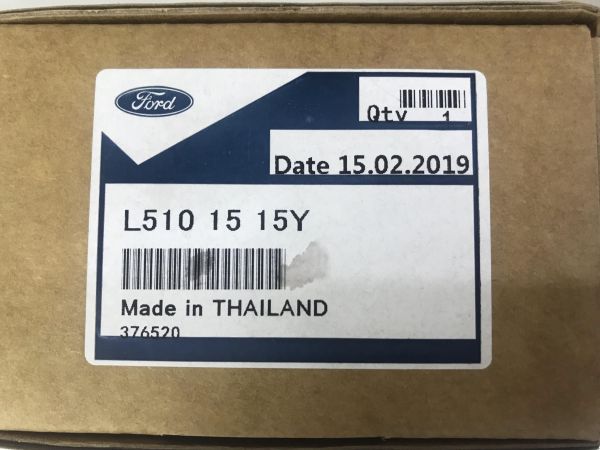 Ford
Qty 1
Date 15.02.2019
L510 15 15Y
Made in THAILAND
376520